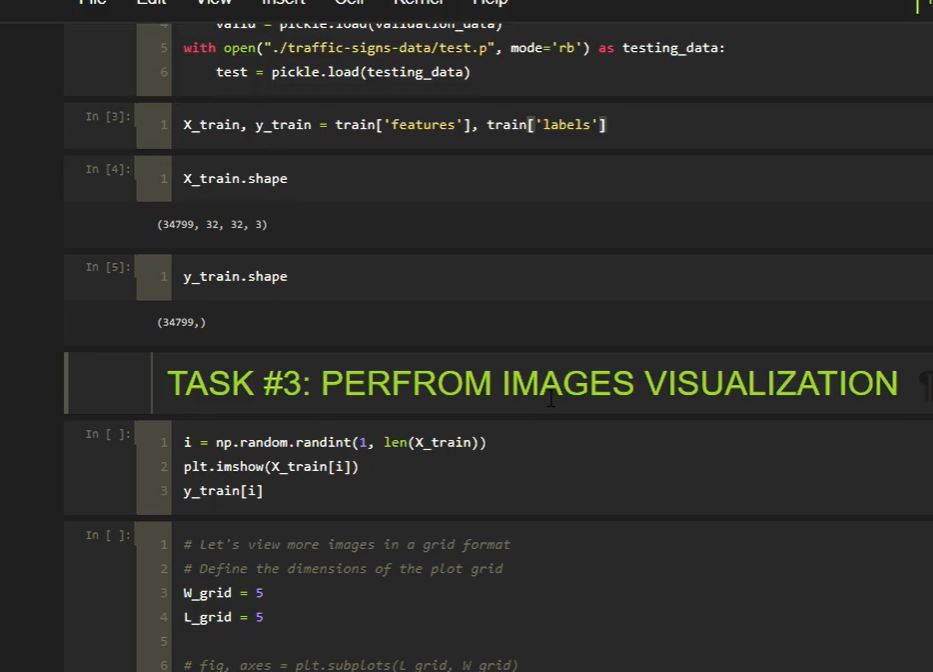 File Edit View Insert Cell Kernel Help
4 valid = pickle.load(validation_data)
5 with open("./traffic-signs-data/test.p", mode='rb') as testing_data:
6 test = pickle.load(testing_data)
In [3]: 1 X_train, y_train = train['features'], train['labels']
In [4]: 1 X_train.shape
(34799, 32, 32, 3)
In [5]: 1 y_train.shape
(34799,)
TASK #3: PERFROM IMAGES VISUALIZATION ¶
In [ ]: 1 i = np.random.randint(1, len(X_train))
2 plt.imshow(X_train[i])
3 y_train[i]
In [ ]: 1 # Let's view more images in a grid format
2 # Define the dimensions of the plot grid
3 W_grid = 5
4 L_grid = 5
5
6 # fig, axes = plt.subplots(L_grid, W_grid)